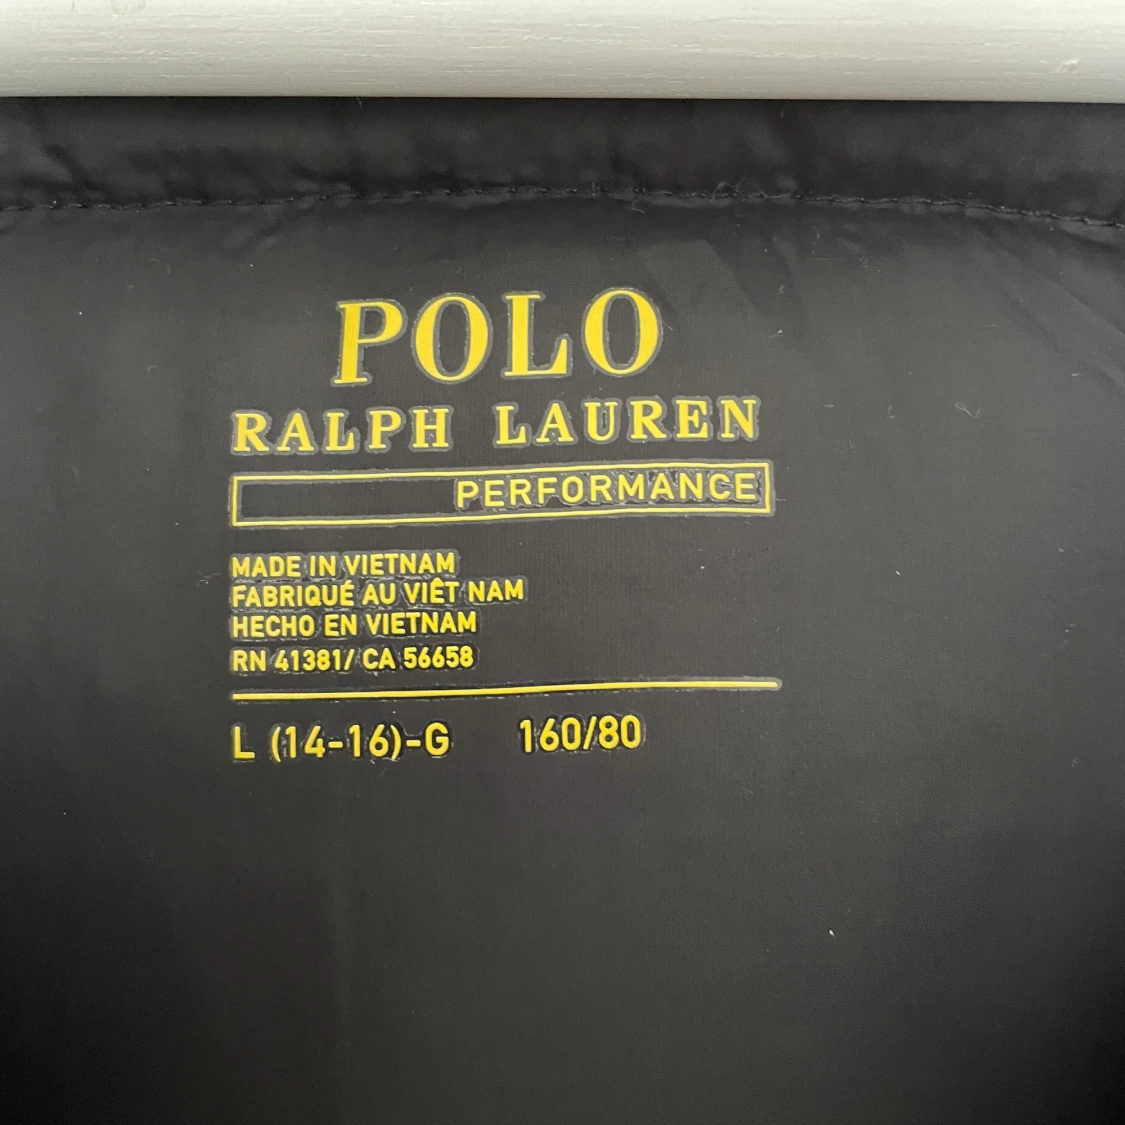 POLO
RALPH LAUREN
PERFORMANCE
MADE IN VIETNAM
FABRIQUÉ AU VIÊT NAM
HECHO EN VIETNAM
RN 41381/ CA 56658
L (14-16)-G 160/80